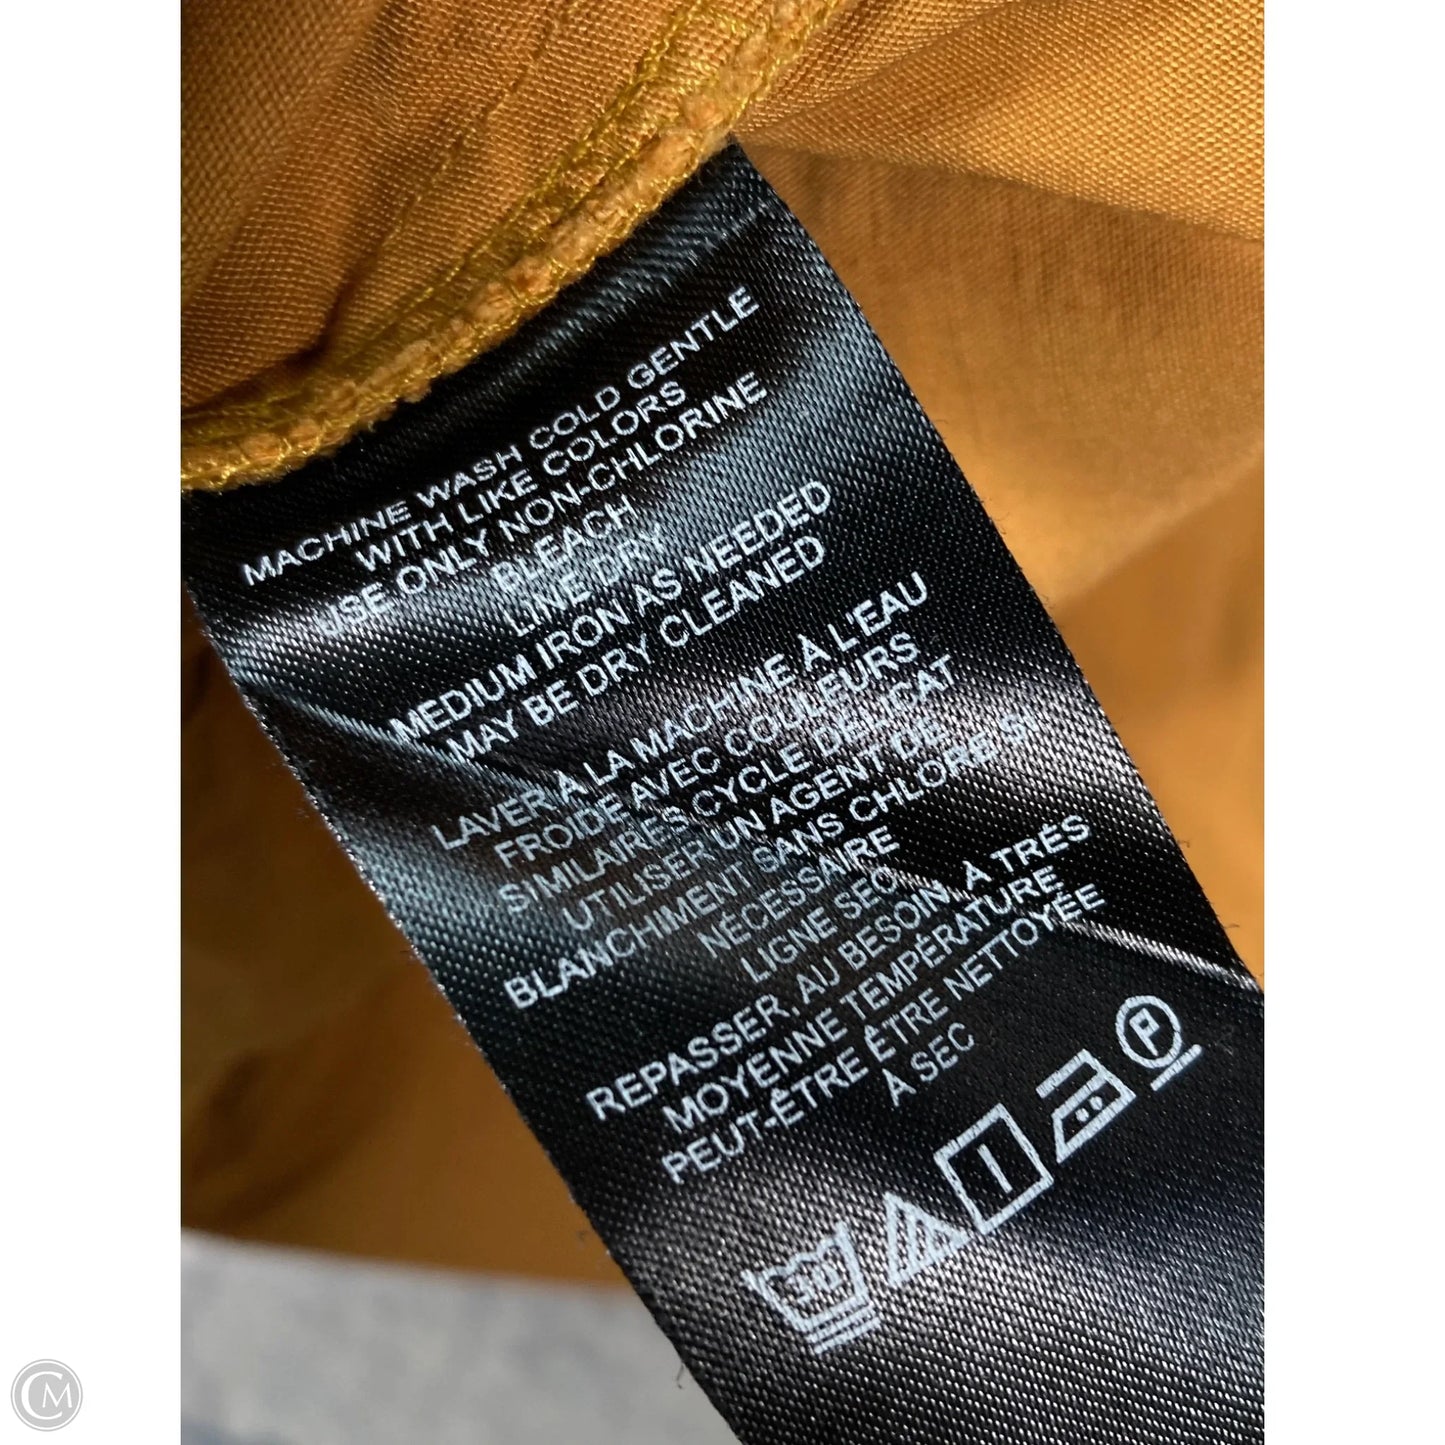 MACHINE WASH COLD GENTLE
WITH LIKE COLORS
USE ONLY NON-CHLORINE
BLEACH
LINE DRY
MEDIUM IRON AS NEEDED
MAY BE DRY CLEANED
LAVER À LA MACHINE À L'EAU
FROIDE AVEC COULEURS
SIMILAIRES CYCLE DÉLICAT
UTILISER UN AGENT DE
BLANCHIMENT SANS CHLORE SI
NÉCESSAIRE
LIGNE SEC
REPASSER, AU BESOIN, À TRÉS
MOYENNE TEMPÉRATURE
PEUT-ÊTRE ÊTRE NETTOYÉE
À SEC
30
P
CM